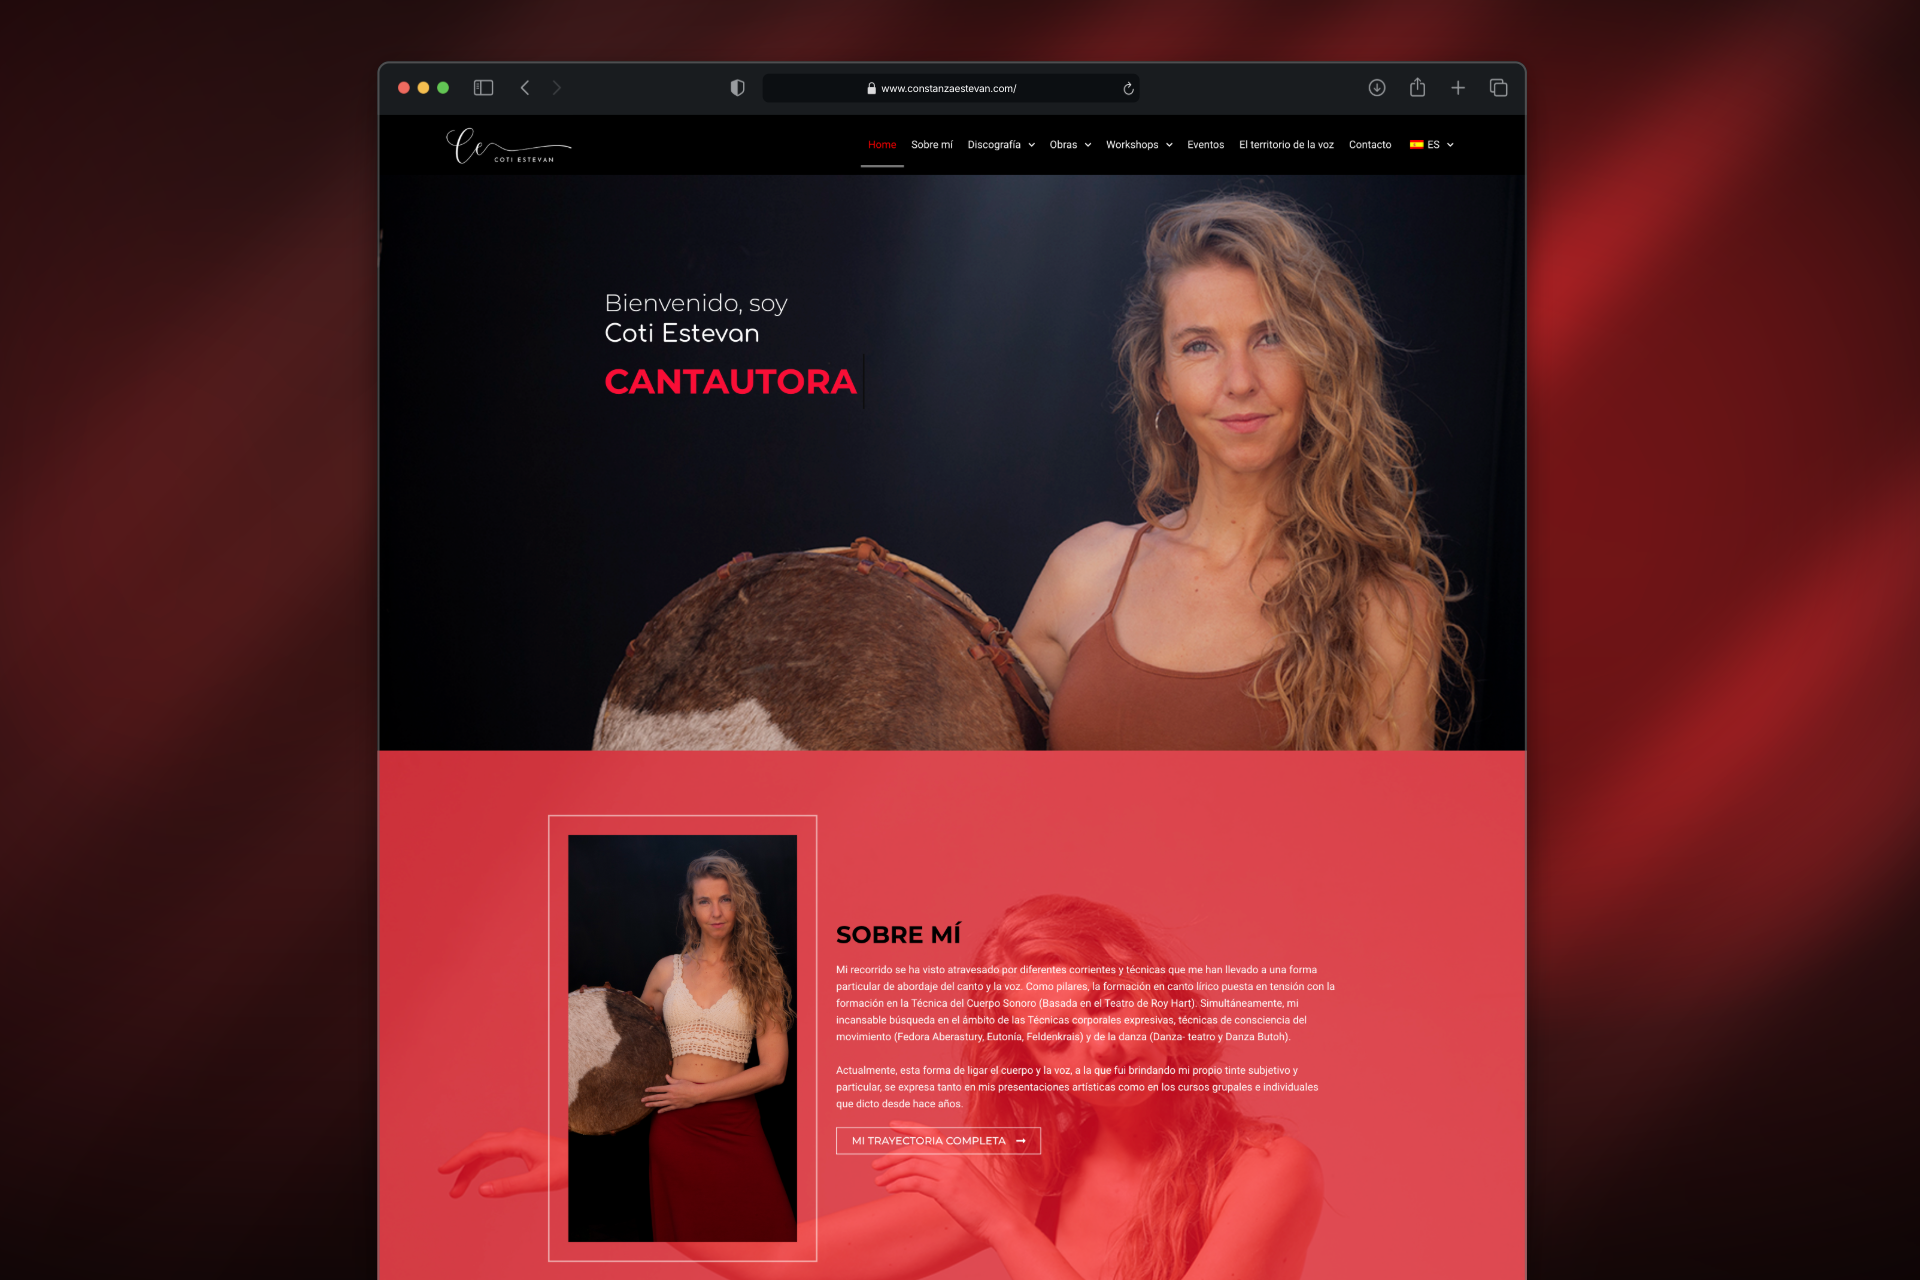 www.constanzaestevan.com/
Ce
COTI ESTEVAN
Home Sobre mí Discografía Obras Workshops Eventos El territorio de la voz Contacto ES
Bienvenido, soy
Coti Estevan
CANTAUTORA
SOBRE MÍ
Mi recorrido se ha visto atravesado por diferentes corrientes y técnicas que me han llevado a una forma
particular de abordaje del canto y la voz. Como pilares, la formación en canto lírico puesta en tensión con la
formación en la Técnica del Cuerpo Sonoro (Basada en el Teatro de Roy Hart). Simultáneamente, mi
incansable búsqueda en el ámbito de las Técnicas corporales expresivas, técnicas de consciencia del
movimiento (Fedora Aberastury, Eutonía, Feldenkrais) y de la danza (Danza- teatro y Danza Butoh).
Actualmente, esta forma de ligar el cuerpo y la voz, a la que fui brindando mi propio tinte subjetivo y
particular, se expresa tanto en mis presentaciones artísticas como en los cursos grupales e individuales
que dicto desde hace años.
MI TRAYECTORIA COMPLETA